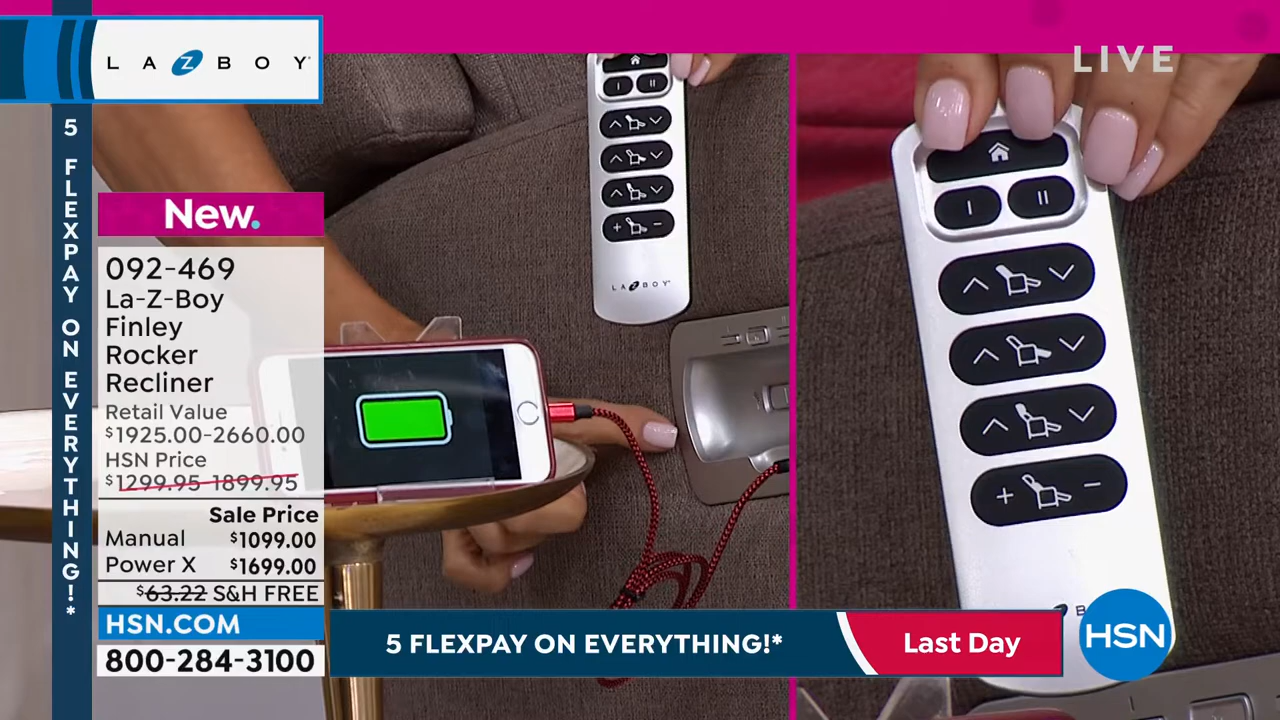 LA Z BOY
LIVE
5 FLEXPAY ON EVERYTHING!*
New.
092-469
La-Z-Boy
Finley
Rocker
Recliner
Retail Value
$1925.00-2660.00
HSN Price
$1299.95-1899.95
Sale Price
Manual $1099.00
Power X $1699.00
$63.22 S&H FREE
HSN.COM
800-284-3100
LA Z BOY
I II
+ -
I II
+ -
B
5 FLEXPAY ON EVERYTHING!*
Last Day
HSN